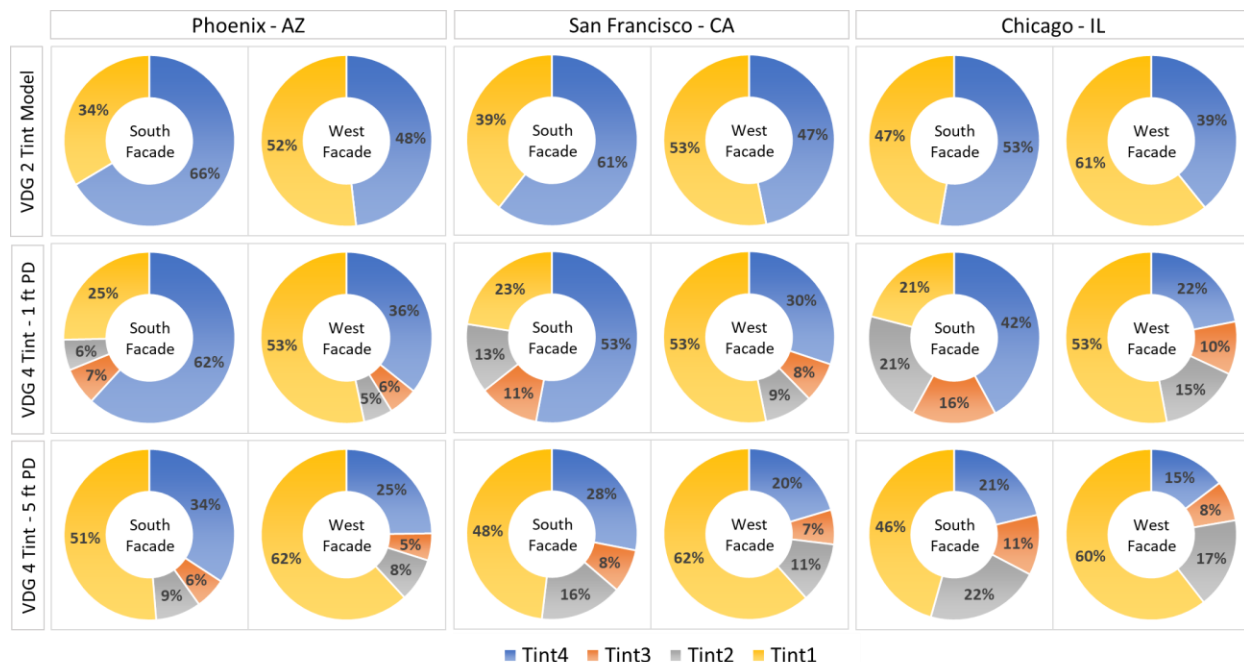 Phoenix - AZ
San Francisco - CA
Chicago - IL
VDG 2 Tint Model
34%
South
Facade
66%
52%
West
Facade
48%
39%
South
Facade
61%
53%
West
Facade
47%
47%
South
Facade
53%
61%
West
Facade
39%
VDG 4 Tint - 1 ft PD
25%
South
Facade
6%
7%
62%
53%
West
Facade
36%
6%
5%
23%
South
Facade
13%
11%
53%
53%
West
Facade
30%
8%
9%
21%
South
Facade
21%
16%
42%
53%
West
Facade
22%
10%
15%
VDG 4 Tint - 5 ft PD
51%
South
Facade
34%
6%
9%
62%
West
Facade
25%
5%
8%
48%
South
Facade
28%
8%
16%
62%
West
Facade
20%
7%
11%
46%
South
Facade
21%
11%
22%
60%
West
Facade
15%
8%
17%
Tint4 Tint3 Tint2 Tint1